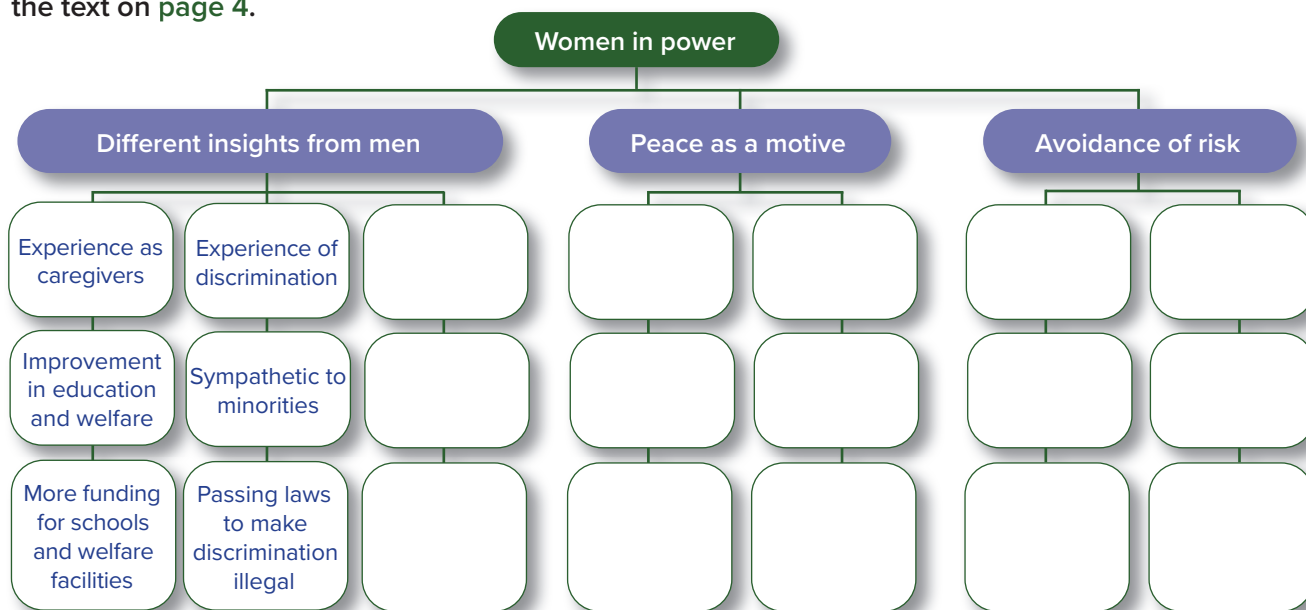 the text on page 4.
Women in power
Different insights from men
Peace as a motive
Avoidance of risk
Experience as
caregivers
Experience of
discrimination
Improvement
in education
and welfare
Sympathetic to
minorities
More funding
for schools
and welfare
facilities
Passing laws
to make
discrimination
illegal